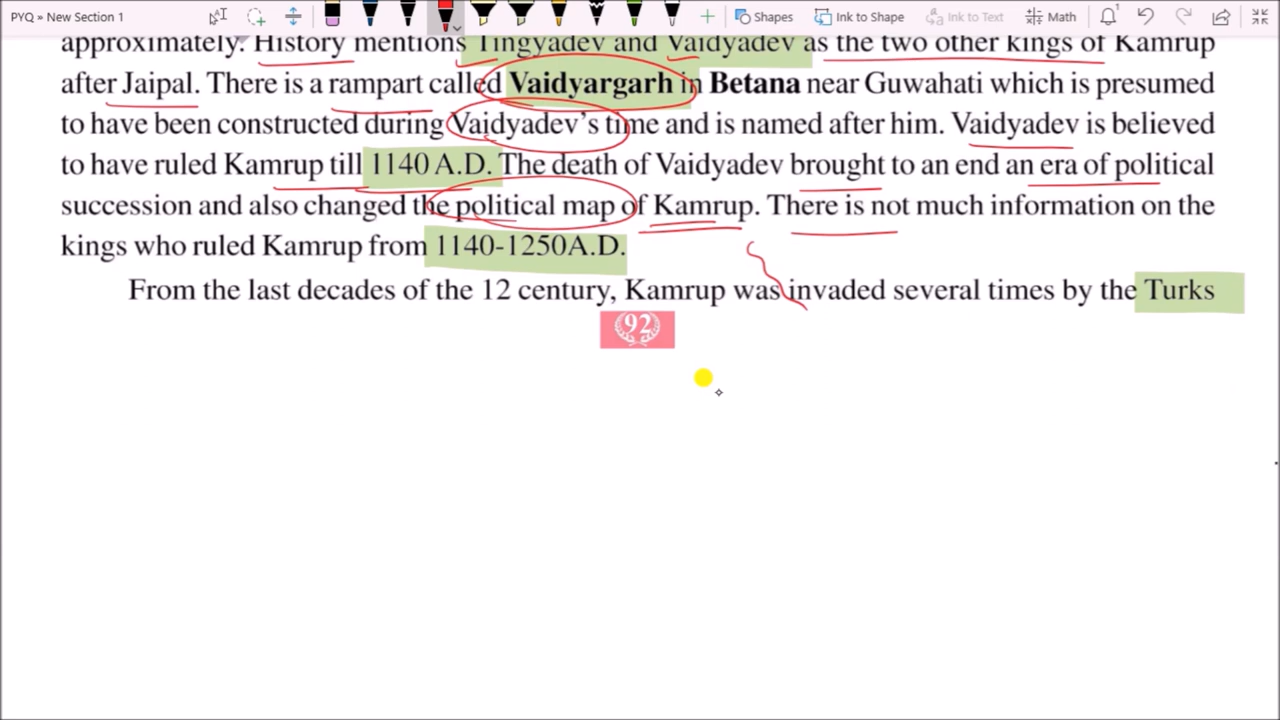 PYQ » New Section 1
Shapes
Ink to Shape
Ink to Text
Math
1
approximately. History mentions Tingyadev and Vaidyadev as the two other kings of Kamrup
after Jaipal. There is a rampart called Vaidyargarh in Betana near Guwahati which is presumed
to have been constructed during Vaidyadev's time and is named after him. Vaidyadev is believed
to have ruled Kamrup till 1140 A.D. The death of Vaidyadev brought to an end an era of political
succession and also changed the political map of Kamrup. There is not much information on the
kings who ruled Kamrup from 1140-1250A.D.
From the last decades of the 12 century, Kamrup was invaded several times by the Turks
92